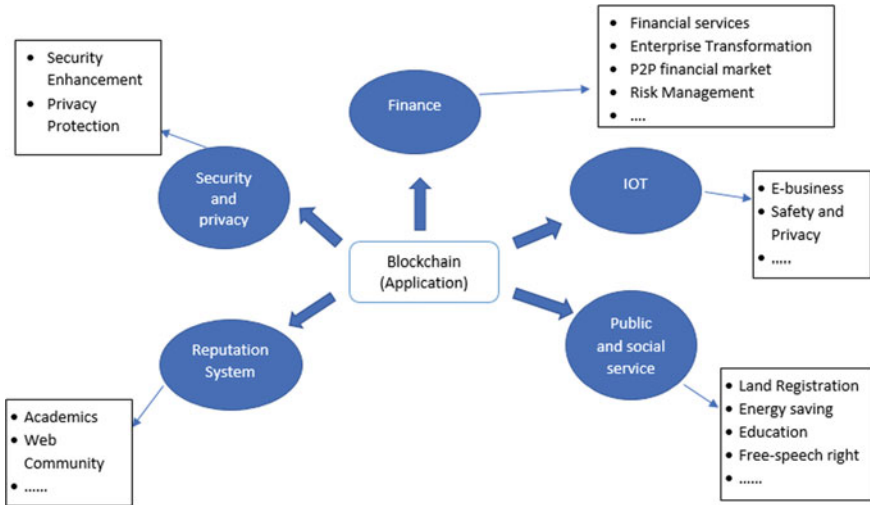 • Security
Enhancement
• Privacy
Protection
Security
and
privacy
Finance
• Financial services
• Enterprise Transformation
• P2P financial market
• Risk Management
• ....
IOT
• E-business
• Safety and
Privacy
• .....
Blockchain
(Application)
Reputation
System
• Academics
• Web
Community
• ......
Public
and social
service
• Land Registration
• Energy saving
• Education
• Free-speech right
• ......